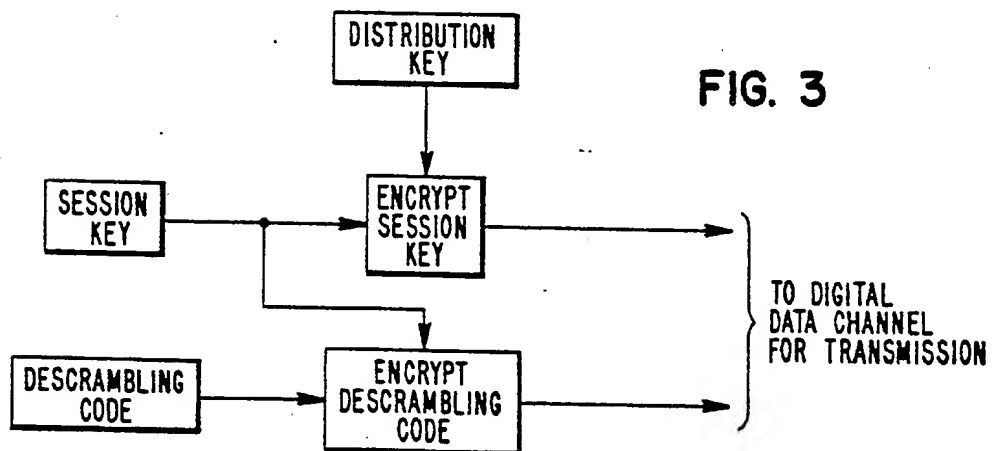 DISTRIBUTION
KEY
FIG. 3
SESSION
KEY
ENCRYPT
SESSION
KEY
TO DIGITAL
DATA CHANNEL
FOR TRANSMISSION
DESCRAMBLING
CODE
ENCRYPT
DESCRAMBLING
CODE